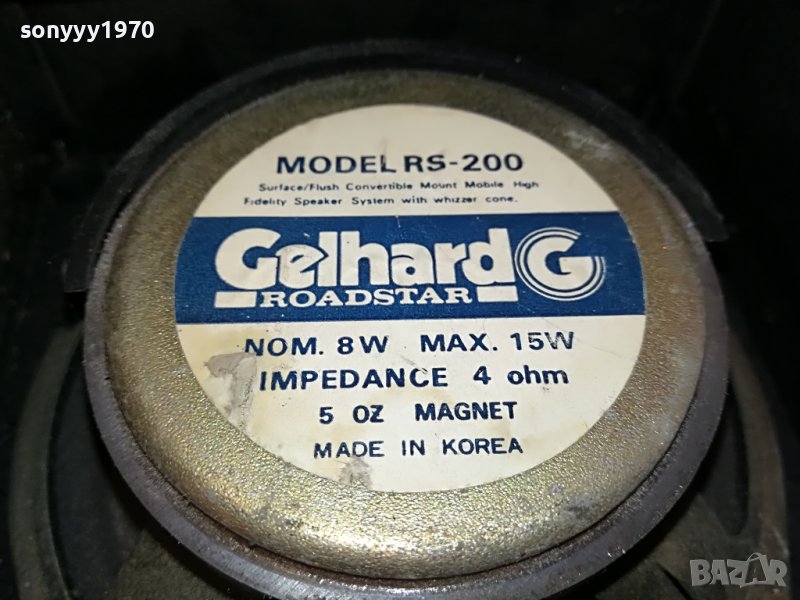 sonyyy1970
MODEL RS-200
Surface/Flush Convertible Mount Mobile High
Fidelity Speaker System with whizzer cone.
Gelhard G
ROADSTAR
NOM. 8W MAX. 15W
IMPEDANCE 4 ohm
5 OZ MAGNET
MADE IN KOREA
BAZAR